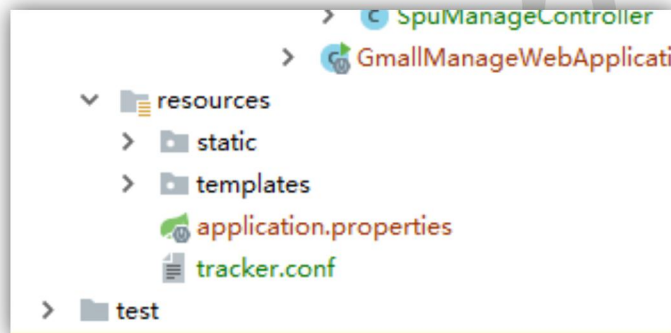 SpuManageController
GmallManageWebApplicati
resources
static
templates
application.properties
tracker.conf
test